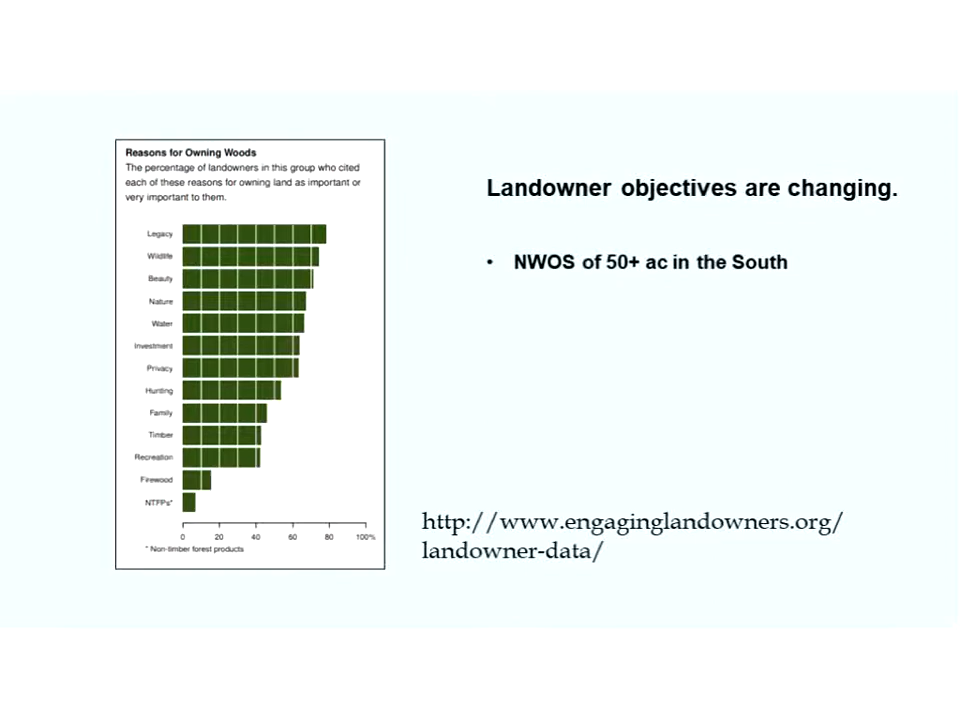 Reasons for Owning Woods
The percentage of landowners in this group who cited
each of these reasons for owning land as important or
very important to them.
Legacy
Wildlife
Beauty
Nature
Water
Investment
Privacy
Hunting
Family
Timber
Recreation
Firewood
NTFPs*
0 20 40 60 80 100%
* Non-timber forest products
Landowner objectives are changing.
• NWOS of 50+ ac in the South
http://www.engaginglandowners.org/
landowner-data/